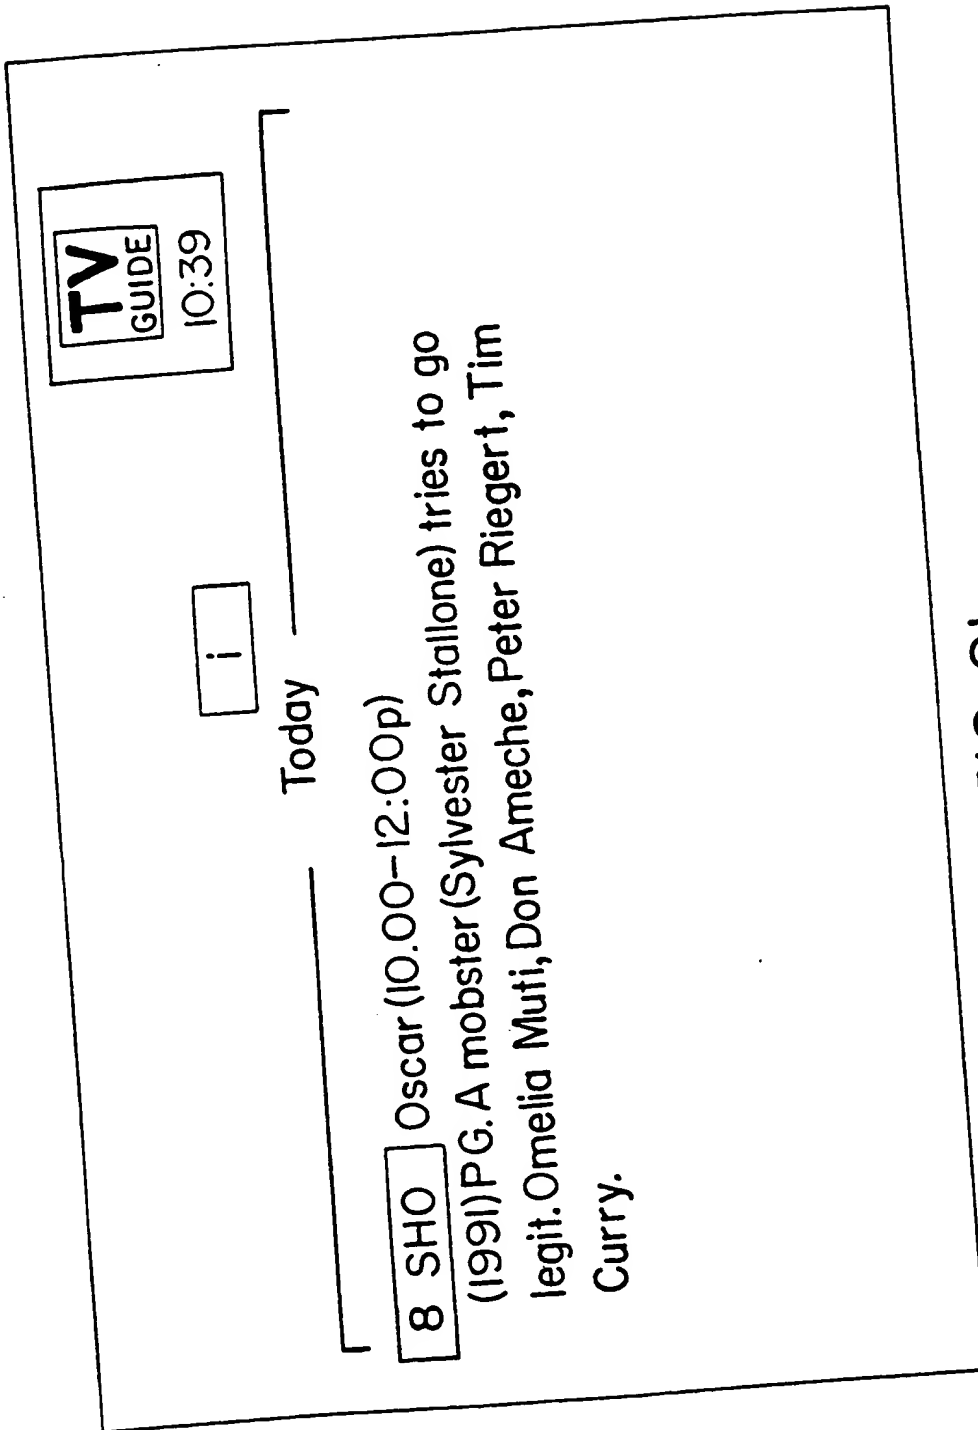 TV
GUIDE
10:39
i
Today
8 SHO Oscar (10.00-12:00p)
(1991) PG. A mobster (Sylvester Stallone) tries to go
legit. Omelia Muti, Don Ameche, Peter Riegert, Tim
Curry.